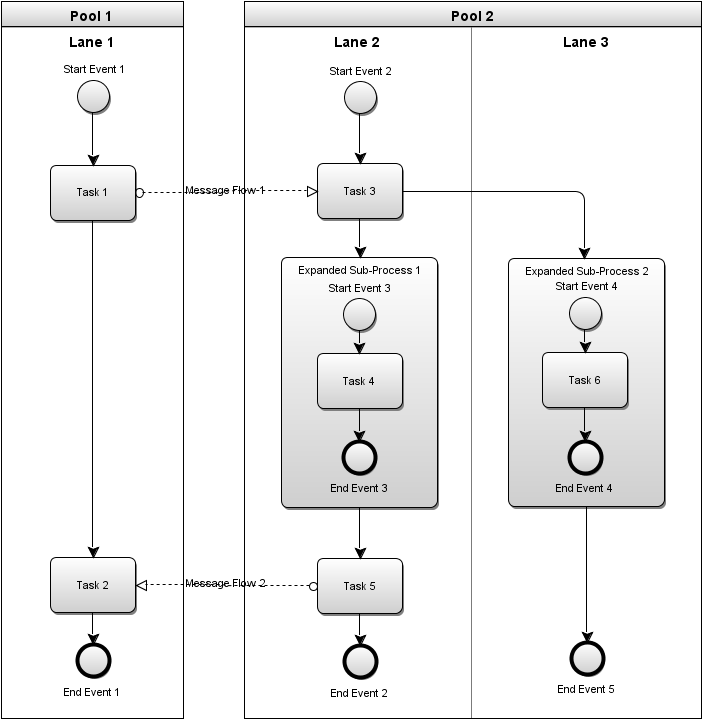 Pool 1
Pool 2
Lane 1
Lane 2
Lane 3
Start Event 1
Start Event 2
Task 1
Message Flow 1
Task 3
Expanded Sub-Process 1
Expanded Sub-Process 2
Start Event 3
Start Event 4
Task 4
Task 6
End Event 3
End Event 4
Task 2
Message Flow 2
Task 5
End Event 1
End Event 2
End Event 5